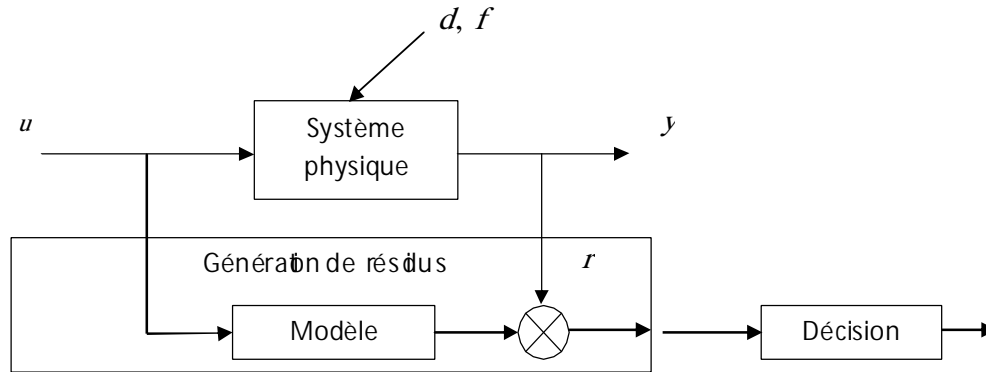 d, f
u
Système
physique
y
Génération de résidus
r
Modèle
Décision